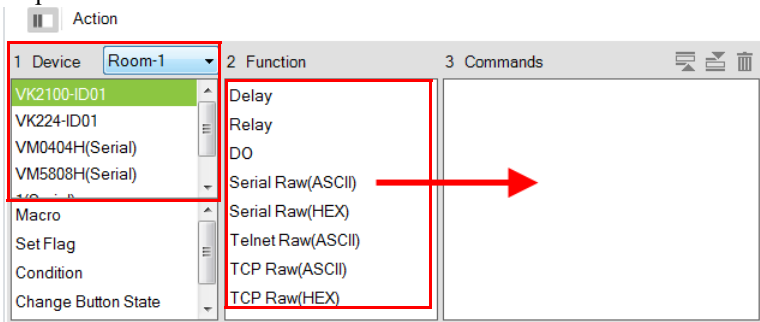 Action
1 Device Room-1
2 Function
3 Commands
VK2100-ID01
VK224-ID01
VM0404H(Serial)
VM5808H(Serial)
Macro
Set Flag
Condition
Change Button State
Delay
Relay
DO
Serial Raw(ASCII)
Serial Raw(HEX)
Telnet Raw(ASCII)
TCP Raw(ASCII)
TCP Raw(HEX)